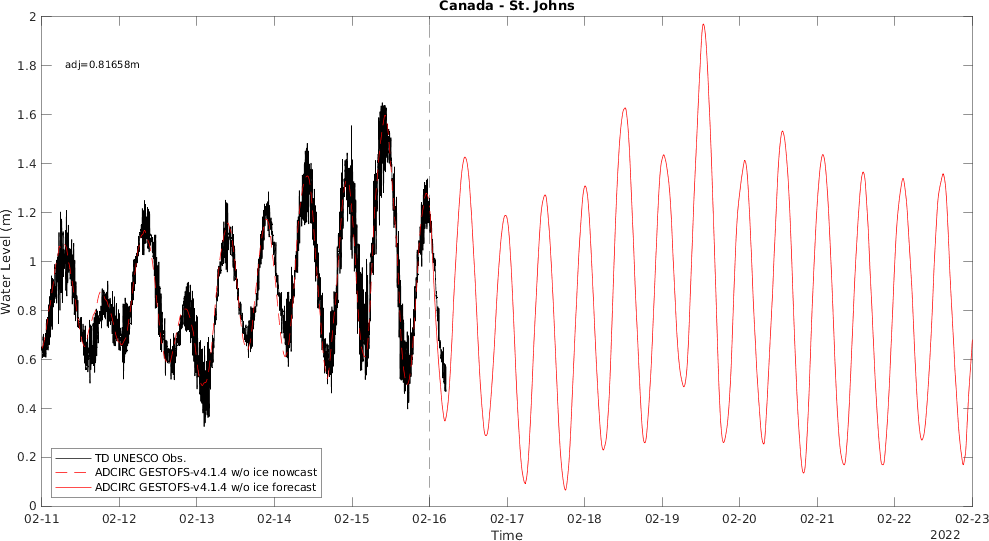 Canada - St. Johns
2
1.8
1.6
1.4
1.2
1
0.8
0.6
0.4
0.2
0
Water Level (m)
adj=0.81658m
TD UNESCO Obs.
ADCIRC GESTOFS-v4.1.4 w/o ice nowcast
ADCIRC GESTOFS-v4.1.4 w/o ice forecast
02-11 02-12 02-13 02-14 02-15 02-16 02-17 02-18 02-19 02-20 02-21 02-22 02-23
Time
2022